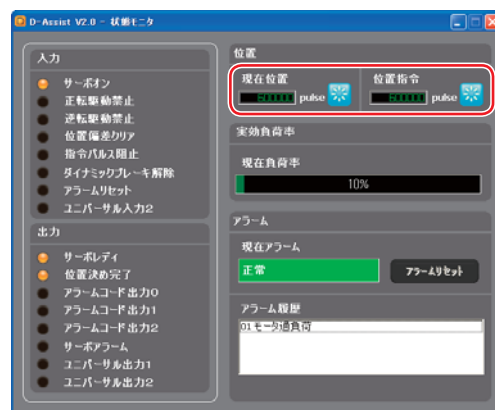 D-Assist V2.0 - 状態モニタ
入力
サーボオン
正転駆動禁止
逆転駆動禁止
位置偏差クリア
指令パルス阻止
ダイナミックブレーキ解除
アラームリセット
ユニバーサル入力2
出力
サーボレディ
位置決め完了
アラームコード出力0
アラームコード出力1
アラームコード出力2
サーボアラーム
ユニバーサル出力1
ユニバーサル出力2
位置
現在位置
pulse
位置指令
pulse
実効負荷率
現在負荷率
10%
アラーム
現在アラーム
正常
アラームリセット
アラーム履歴
01 モータ過負荷